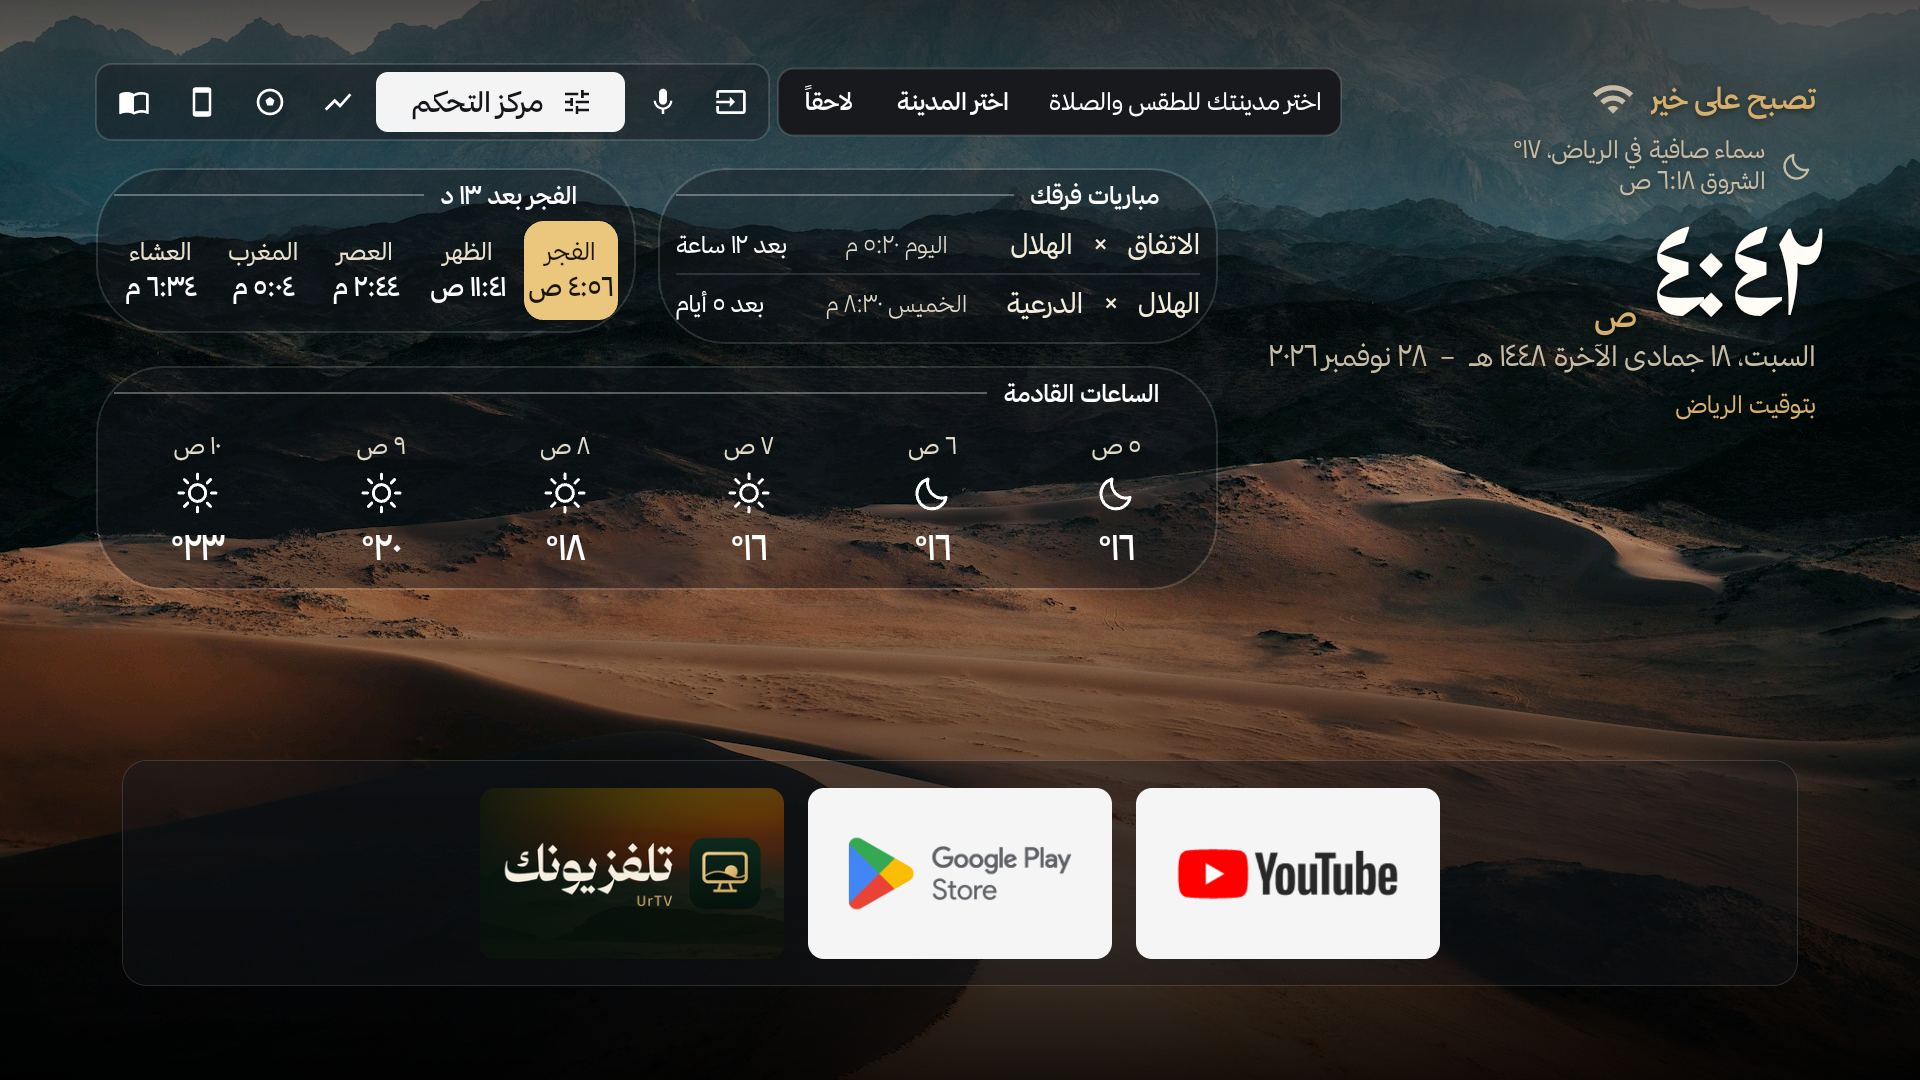 تصبح على خير
سماء صافية في الرياض، ١٧°
الشروق ٦:١٨ ص
٤:٤٢ ص
السبت، ١٨ جمادى الآخرة ١٤٤٨ هـ – ٢٨ نوفمبر ٢٠٢٦
بتوقيت الرياض
اختر مدينتك للطقس والصلاة اختر المدينة لاحقاً
مركز التحكم
مباريات فرقك
الاتفاق × الهلال اليوم ٥:٢٠ م بعد ١٢ ساعة
الهلال × الدرعية الخميس ٨:٣٠ م بعد ٥ أيام
الفجر بعد ١٣ د
الفجر الظهر العصر المغرب العشاء
٤:٥٦ ص ١١:٤١ ص ٢:٤٤ م ٥:٠٤ م ٦:٣٤ م
الساعات القادمة
٥ ص ٦ ص ٧ ص ٨ ص ٩ ص ١٠ ص
١٦° ١٦° ١٦° ١٨° ٢٠° ٢٣°
YouTube
Google Play
Store
تلفزيونك
UrTV